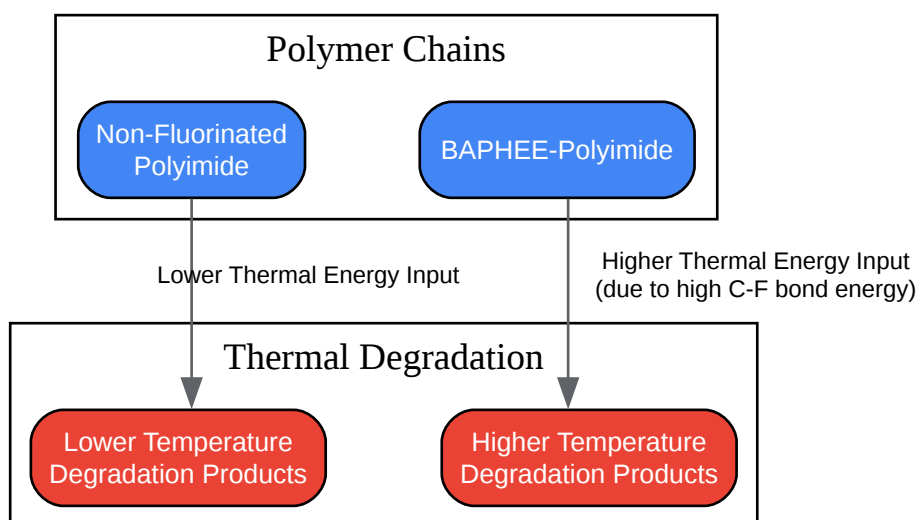 Polymer Chains
Non-Fluorinated
Polyimide
BAPHEE-Polyimide
Lower Thermal Energy Input
Higher Thermal Energy Input
(due to high C-F bond energy)
Thermal Degradation
Lower Temperature
Degradation Products
Higher Temperature
Degradation Products